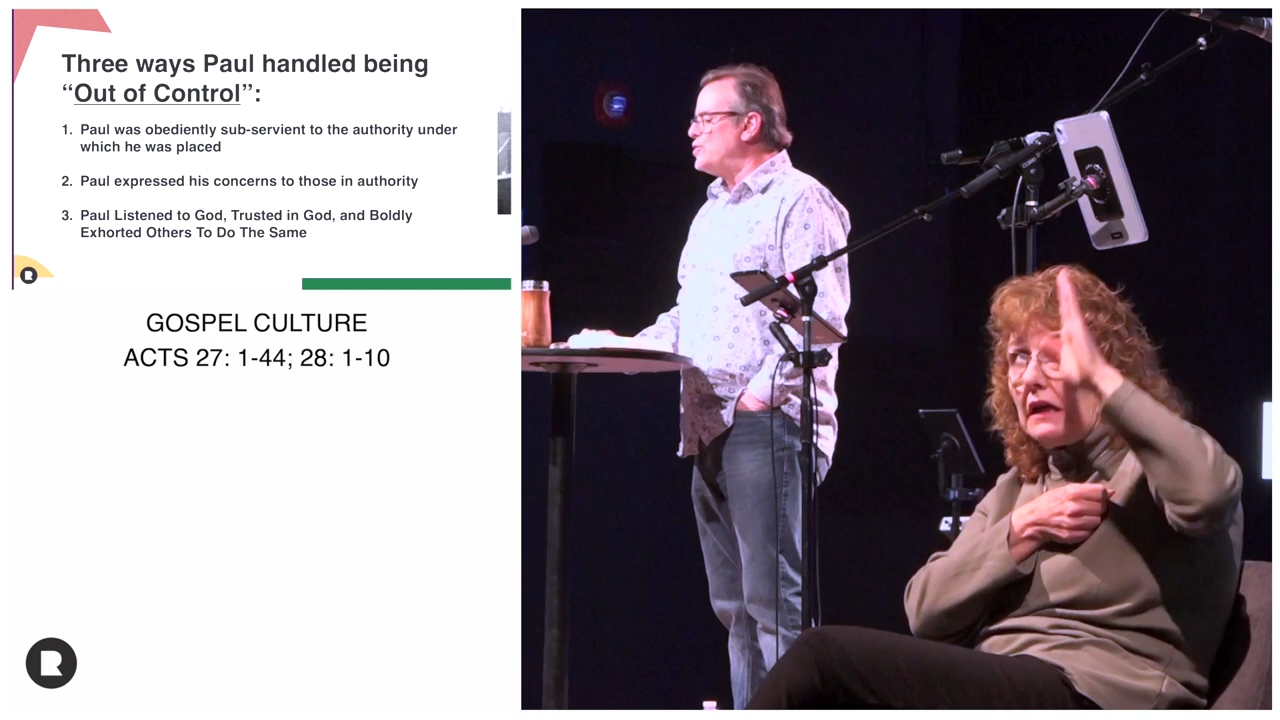 Three ways Paul handled being
“Out of Control”:
1. Paul was obediently sub-servient to the authority under
which he was placed
2. Paul expressed his concerns to those in authority
3. Paul Listened to God, Trusted in God, and Boldly
Exhorted Others To Do The Same
R
GOSPEL CULTURE
ACTS 27: 1-44; 28: 1-10
R